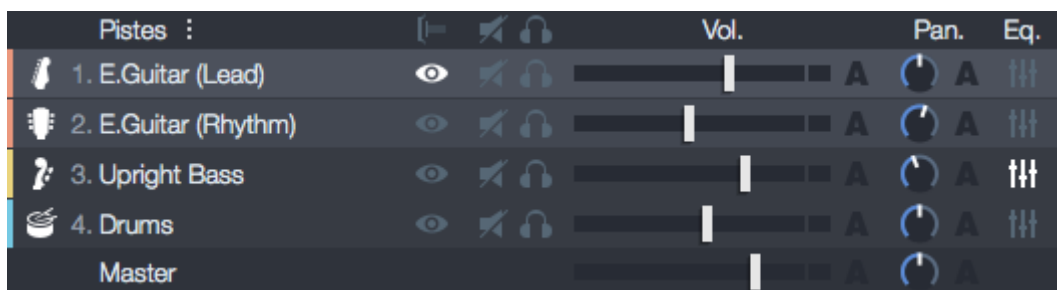 Pistes Vol. Pan. Eq.
1. E.Guitar (Lead) A A
2. E.Guitar (Rhythm) A A
3. Upright Bass A A
4. Drums A A
Master A A